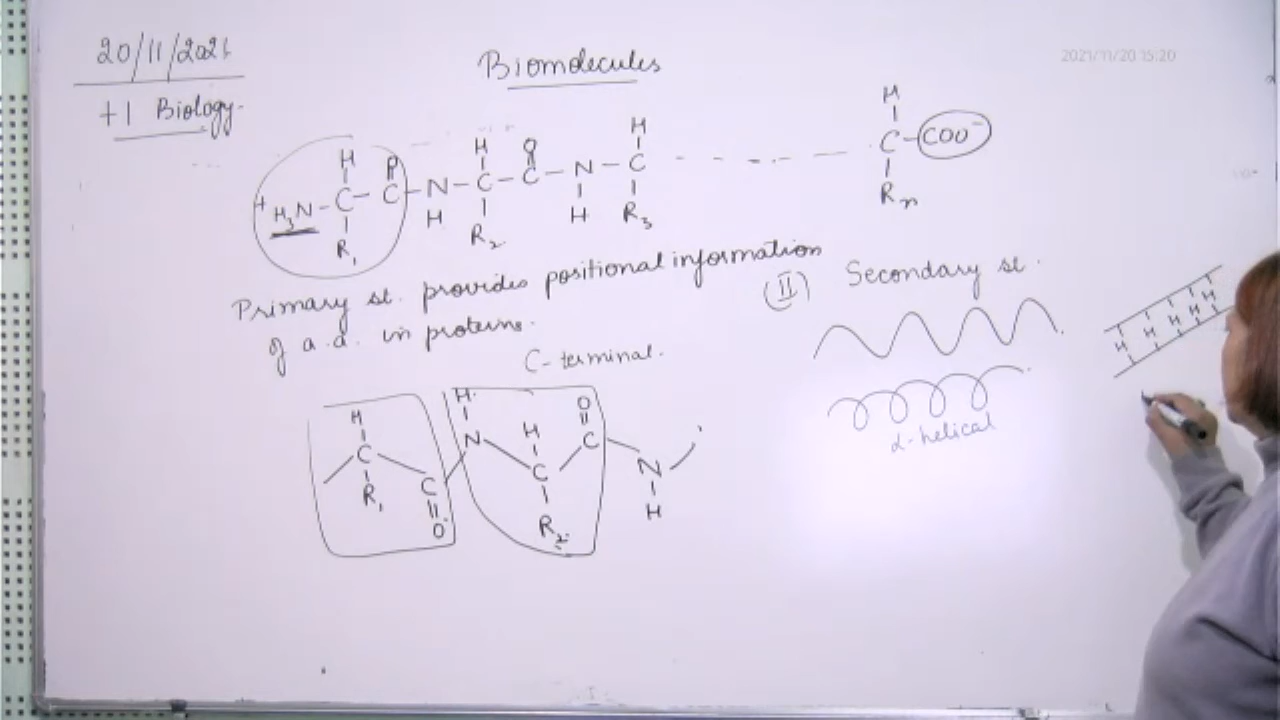 20/11/2021
+1 Biology.
Biomolecules
2021/11/20 15:20
H H O H H
O
+H3N - C - C - N - C - C - N - C - - - - - C - COO-
R1 H R2 H R3 Rn
Primary st. provides positional information
of a.a. in proteins.
(II) Secondary st.
C-terminal.
α-helical
H H H H H
H H O
C N H C
R1 C C N
O R2 H